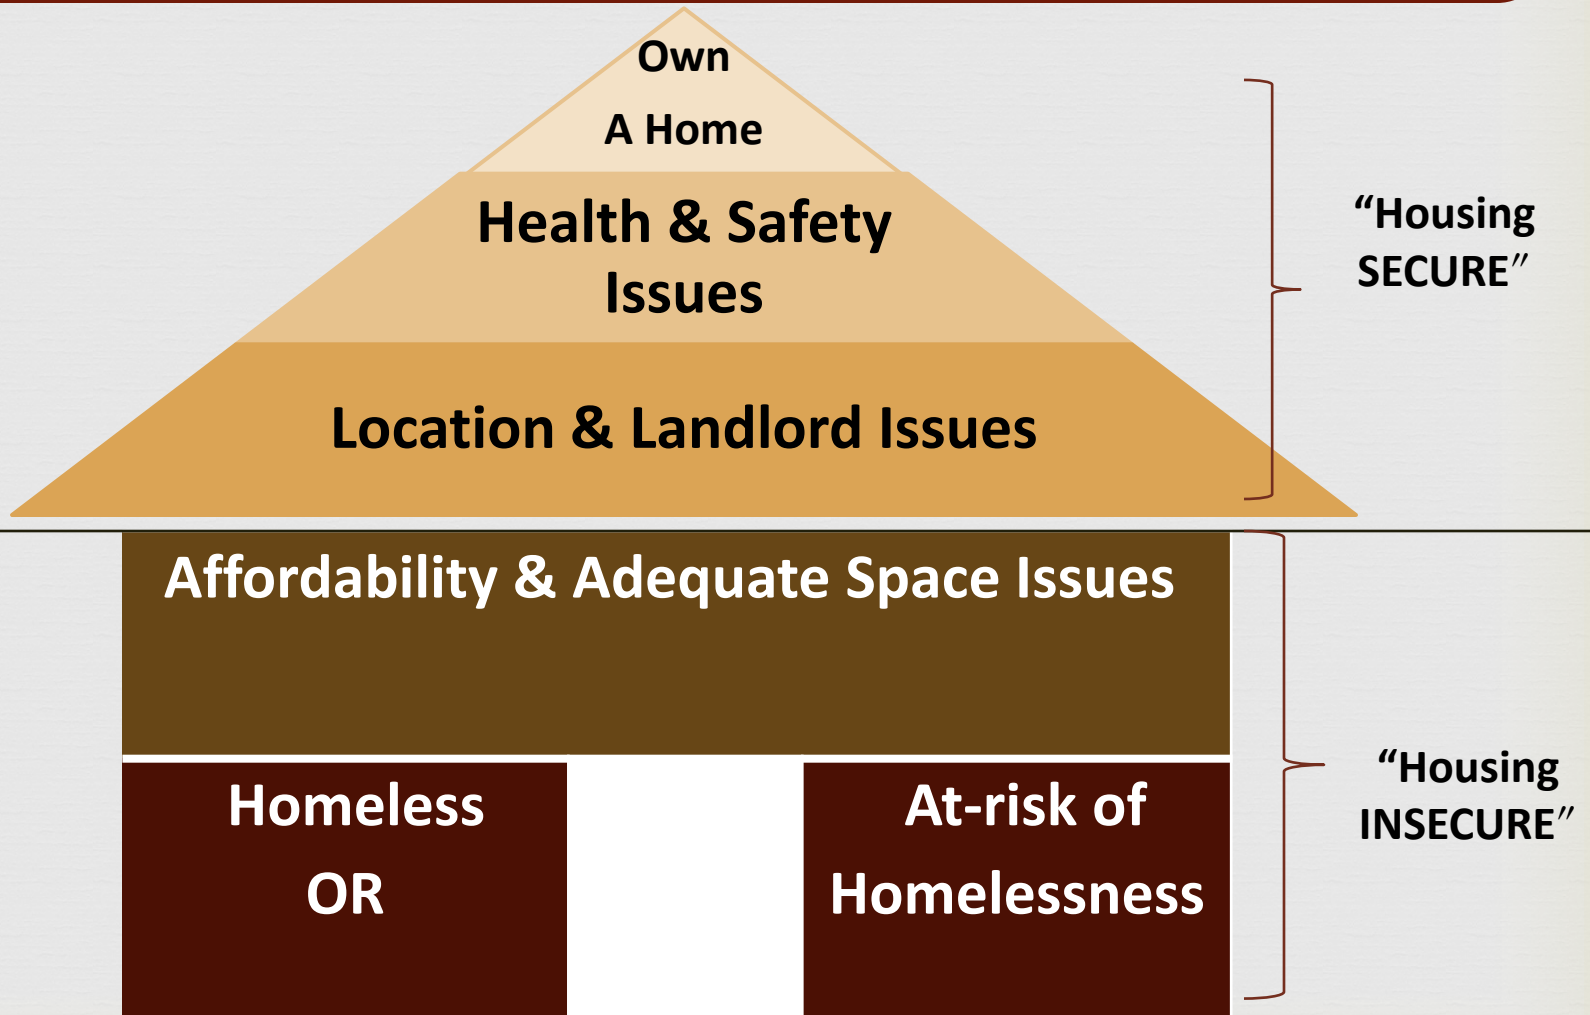 Own
A Home
Health & Safety
Issues
Location & Landlord Issues
“Housing
SECURE″
Affordability & Adequate Space Issues
Homeless
OR
At-risk of
Homelessness
“Housing
INSECURE″